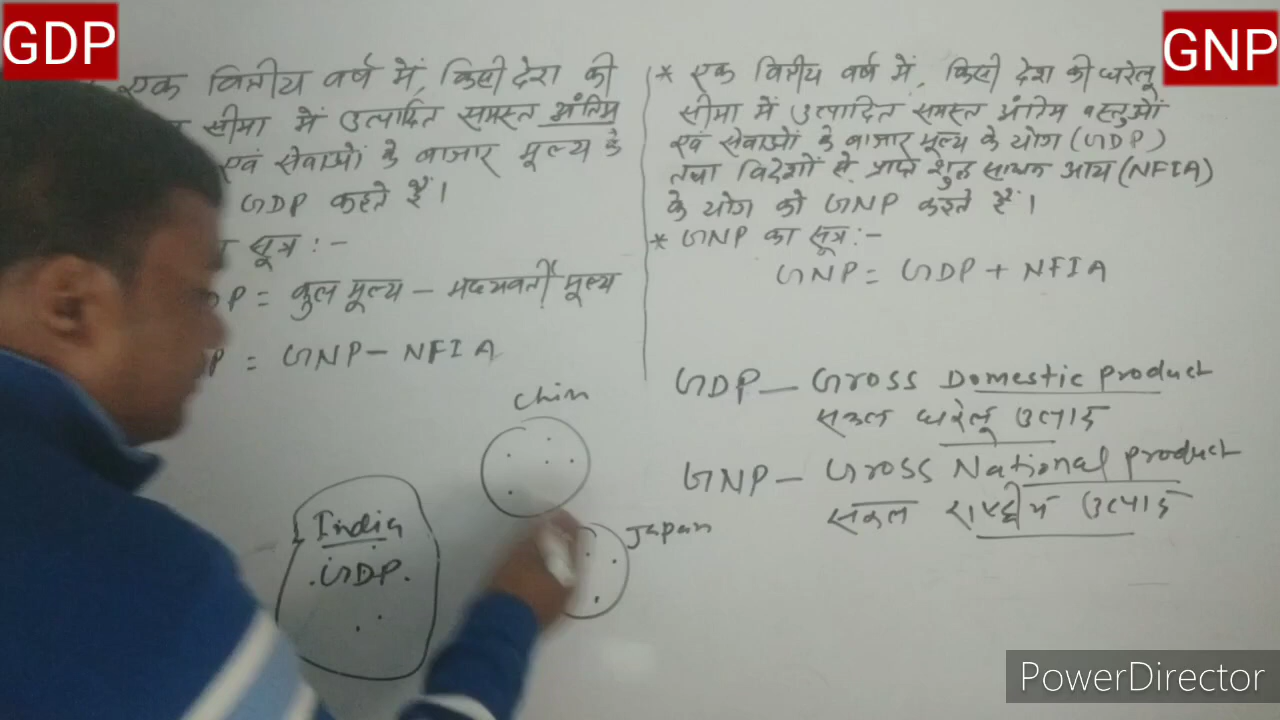 GDP
GNP
एक वित्तीय वर्ष में, किसी देश की
सीमा में उत्पादित समस्त अंतिम
एवं सेवाओं के बाजार मूल्य के
GDP कहते हैं।
सूत्र :-
P = कुल मूल्य - मध्यवर्ती मूल्य
P = GNP - NFIA
* एक वित्तीय वर्ष में, किसी देश की घरेलू
सीमा में उत्पादित समस्त अंतिम वस्तुओं
एवं सेवाओं के बाजार मूल्य के योग (GDP)
तथा विदेशों से प्राप्त शुद्ध साधन आय (NFIA)
के योग को GNP कहते हैं।
* GNP का सूत्र :-
GNP = GDP + NFIA
GDP - Gross Domestic product
सकल घरेलू उत्पाद
GNP - Gross National product
सकल राष्ट्रीय उत्पाद
Chin
Japan
India
GDP
PowerDirector